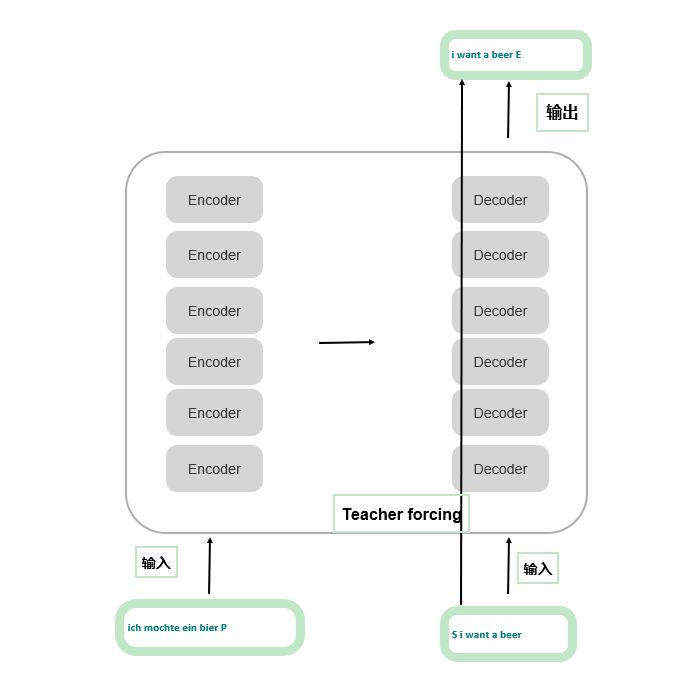 i want a beer E
输出
Encoder
Decoder
Encoder
Decoder
Encoder
Decoder
Encoder
Decoder
Encoder
Decoder
Encoder
Decoder
Teacher forcing
输入
输入
ich mochte ein bier P
S i want a beer